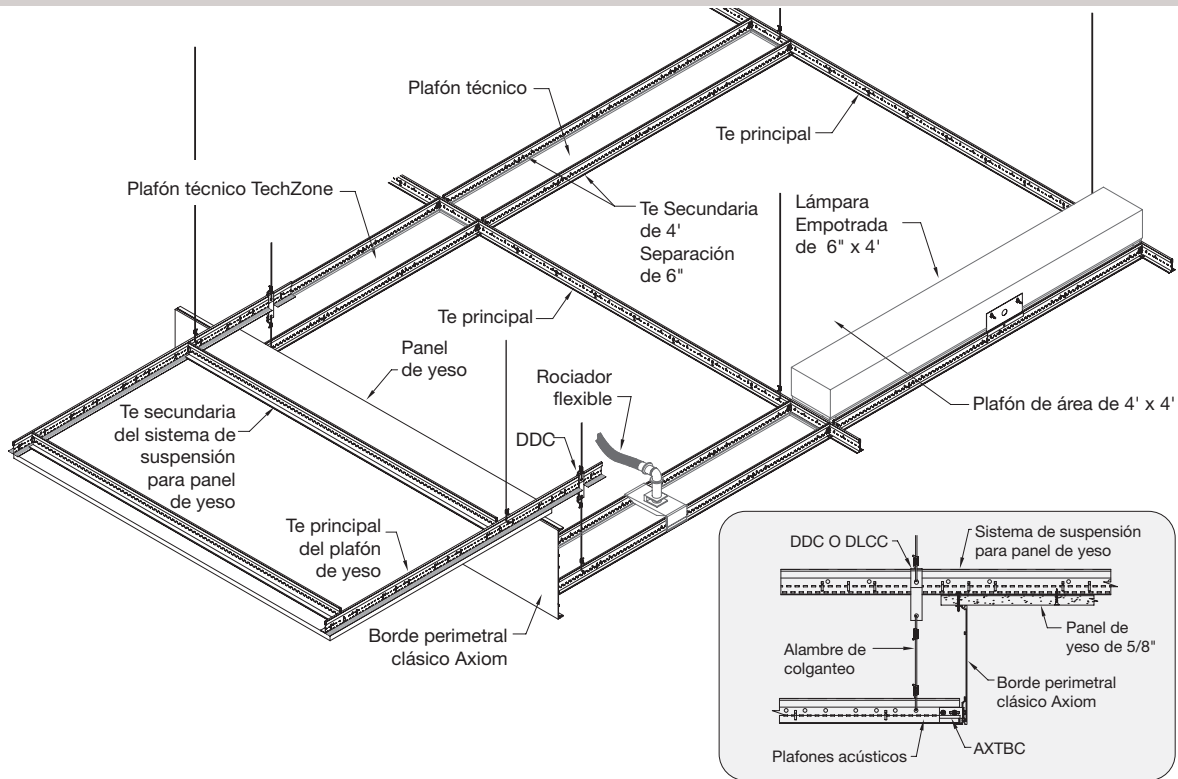 Plafón técnico
Te principal
Plafón técnico TechZone
Te Secundaria
de 4'
Separación
de 6"
Lámpara
Empotrada
de 6" x 4'
Te principal
Panel
de yeso
Rociador
flexible
Plafón de área de 4' x 4'
Te secundaria
del sistema de
suspensión
para panel
de yeso
DDC
Te principal
del plafón
de yeso
Borde perimetral
clásico Axiom
DDC O DLCC
Sistema de suspensión
para panel de yeso
Alambre de
colganteo
Panel de
yeso de 5/8"
Borde perimetral
clásico Axiom
Plafones acústicos
AXTBC